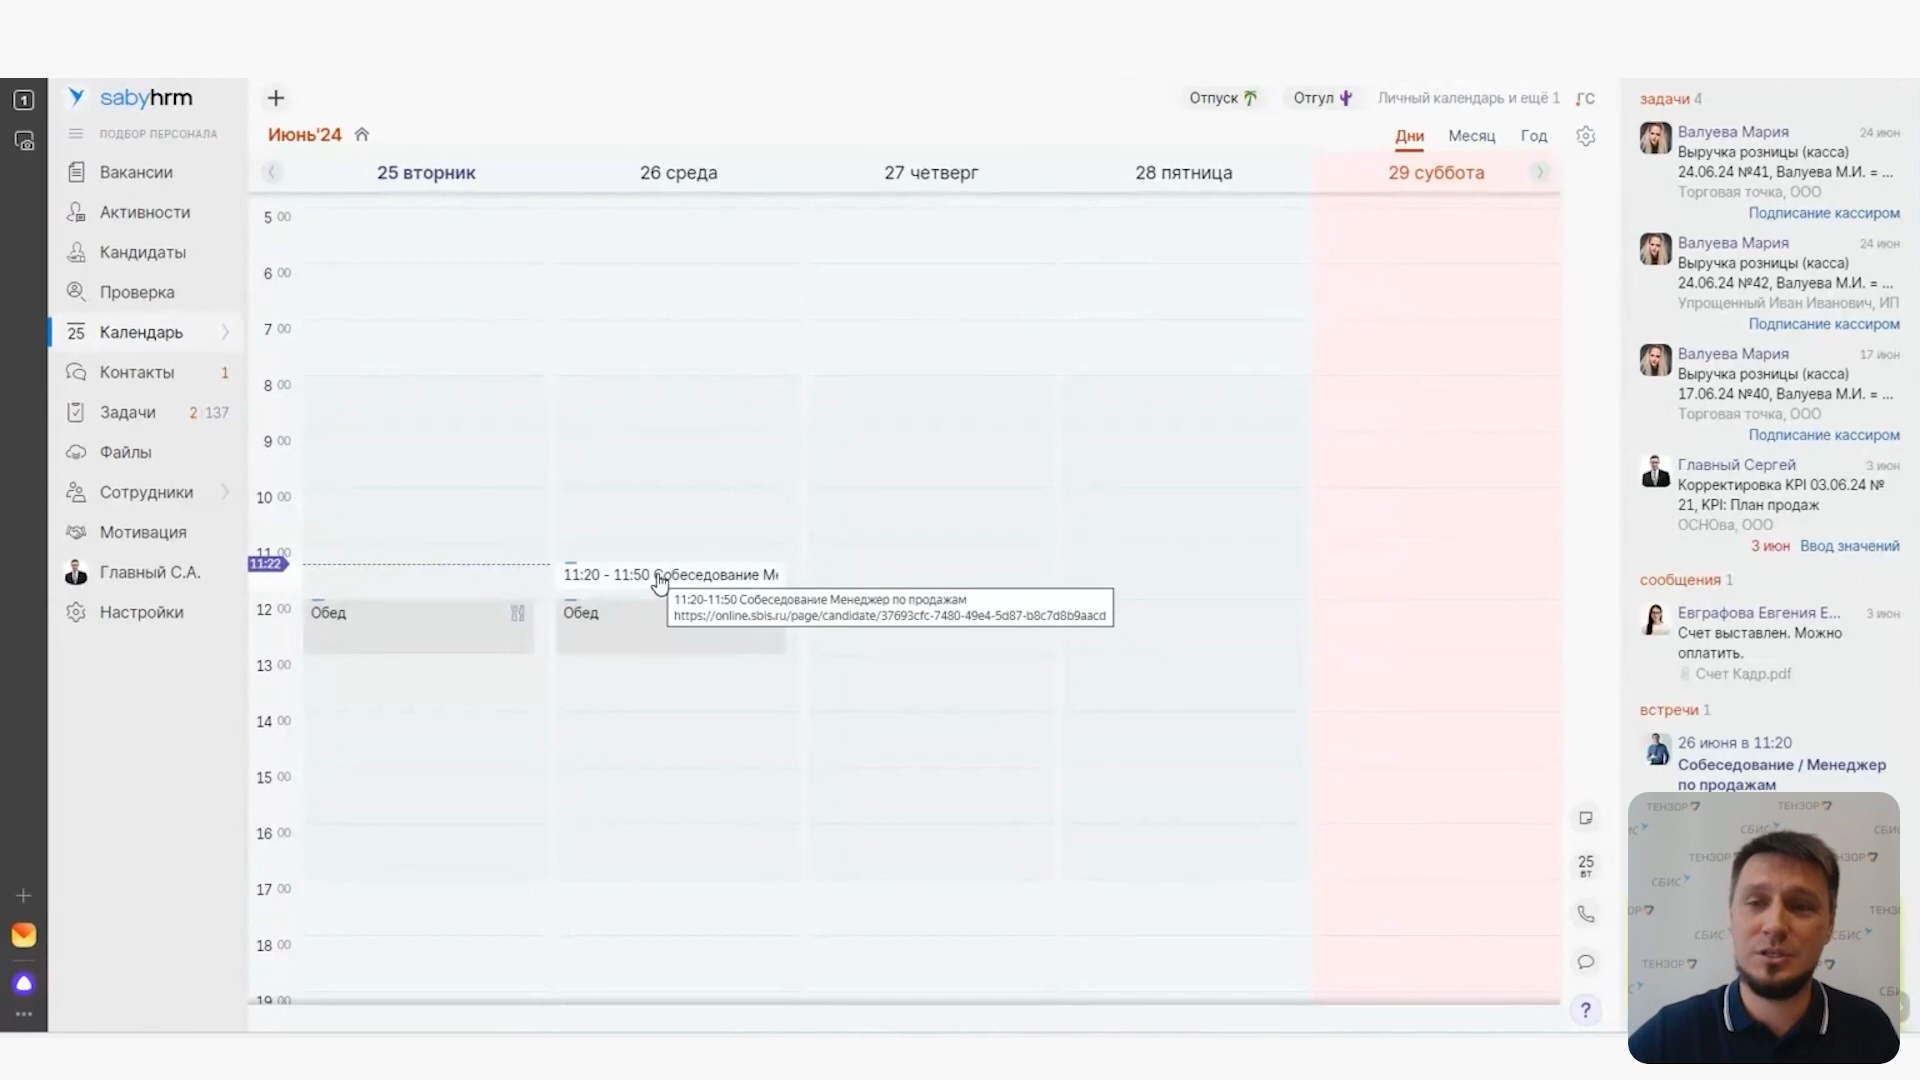 1
sabyhrm
ПОДБОР ПЕРСОНАЛА
Вакансии
Активности
Кандидаты
Проверка
25 Календарь
Контакты 1
Задачи 2 137
Файлы
Сотрудники
Мотивация
Главный С.А.
Настройки
Отпуск
Отгул
Личный календарь и ещё 1
ГС
Июнь'24
Дни
Месяц
Год
25 вторник
26 среда
27 четверг
28 пятница
29 суббота
5 00
6 00
7 00
8 00
9 00
10 00
11 00
11:22
11:20 - 11:50 Собеседование М
11:20-11:50 Собеседование Менеджер по продажам
https://online.sbis.ru/page/candidate/37693cfc-7480-49e4-5d87-b8c7d8b9aacd
12 00
Обед
Обед
13 00
14 00
15 00
16 00
17 00
18 00
19 00
25
ВТ
?
задачи 4
Валуева Мария 24 июн
Выручка розницы (касса)
24.06.24 №41, Валуева М.И. = ...
Торговая точка, ООО
Подписание кассиром
Валуева Мария 24 июн
Выручка розницы (касса)
24.06.24 №42, Валуева М.И. = ...
Упрощенный Иван Иванович, ИП
Подписание кассиром
Валуева Мария 17 июн
Выручка розницы (касса)
17.06.24 №40, Валуева М.И. = ...
Торговая точка, ООО
Подписание кассиром
Главный Сергей 3 июн
Корректировка KPI 03.06.24 №
21, KPI: План продаж
ОСНОва, ООО
3 июн Ввод значений
сообщения 1
Евграфова Евгения Е... 3 июн
Счет выставлен. Можно
оплатить.
Счет Кадр.pdf
встречи 1
26 июня в 11:20
Собеседование / Менеджер
по продажам
ТЕНЗОР ТЕНЗОР
СБИС
ТЕНЗОР
СБИС
СБИС СБИС
ТЕНЗОР